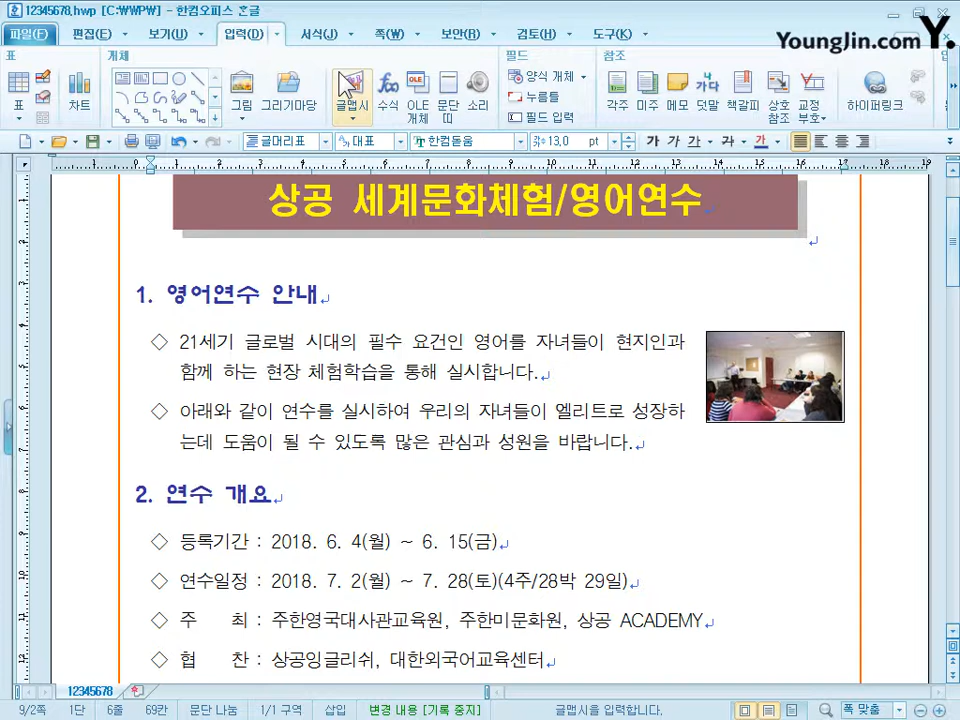 12345678.hwp [C:₩WP₩] - 한컴오피스 흔글
YoungJin.com Y.
파일(F) 편집(E) 보기(U) 입력(D) 서식(J) 쪽(W) 보안(R) 검토(H) 도구(K)
표 개체 필드 참조
표 차트 그림 그리기마당 글맵시 수식 OLE 개체 문단 띠 소리
양식 개체
누름틀
필드 입력
각주 미주 메모 덧말 책갈피 상호 참조 교정 부호 하이퍼링크
글머리표 대표 한컴돋움 13,0 pt
상공 세계문화체험/영어연수
1. 영어연수 안내
◇ 21세기 글로벌 시대의 필수 요건인 영어를 자녀들이 현지인과
함께 하는 현장 체험학습을 통해 실시합니다.
◇ 아래와 같이 연수를 실시하여 우리의 자녀들이 엘리트로 성장하
는데 도움이 될 수 있도록 많은 관심과 성원을 바랍니다.
2. 연수 개요
◇ 등록기간 : 2018. 6. 4(월) ~ 6. 15(금)
◇ 연수일정 : 2018. 7. 2(월) ~ 7. 28(토)(4주/28박 29일)
◇ 주 최 : 주한영국대사관교육원, 주한미문화원, 상공 ACADEMY
◇ 협 찬 : 상공잉글리쉬, 대한외국어교육센터
12345678
9/2쪽 1단 6줄 69칸 문단 나눔 1/1 구역 삽입 변경 내용 [기록 중지] 글맵시를 입력합니다. 폭 맞춤